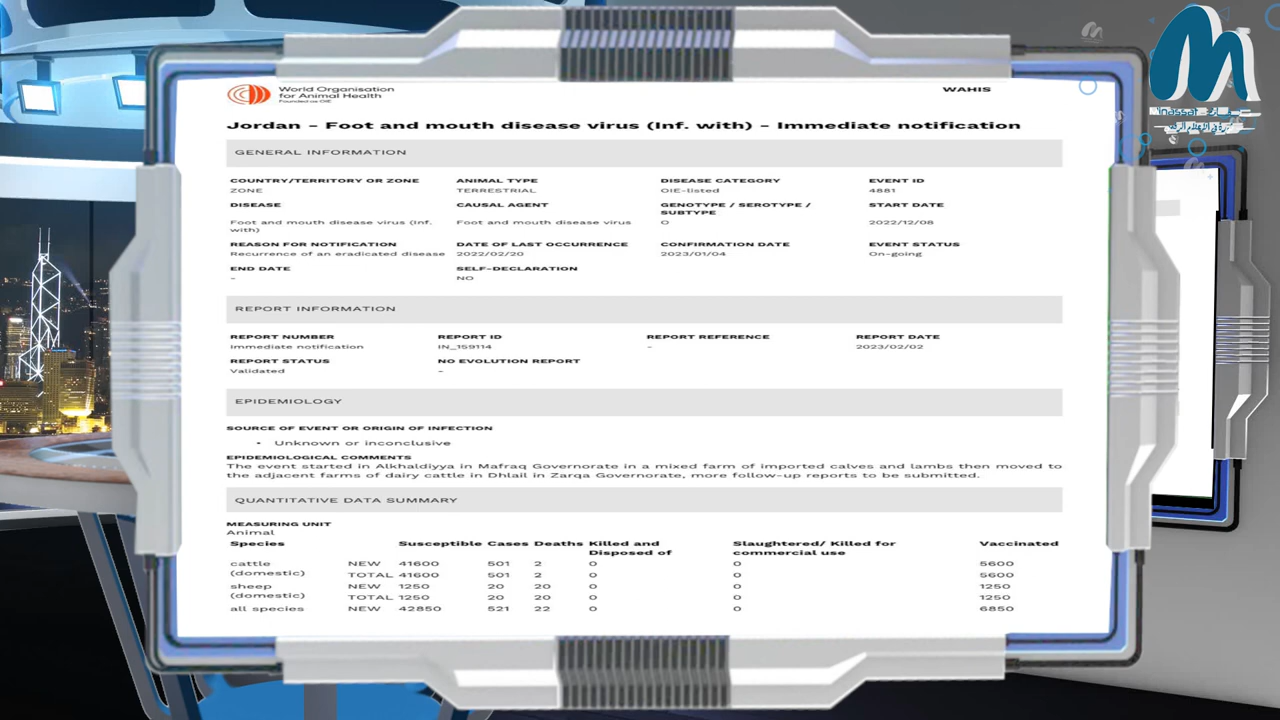 World Organisation
for Animal Health
Founded as OIE
WAHIS
Jordan - Foot and mouth disease virus (Inf. with) - Immediate notification
GENERAL INFORMATION
COUNTRY/TERRITORY OR ZONE ANIMAL TYPE DISEASE CATEGORY EVENT ID
ZONE TERRESTRIAL OIE-listed 4881
DISEASE CAUSAL AGENT GENOTYPE / SEROTYPE / SUBTYPE START DATE
Foot and mouth disease virus (Inf. with) Foot and mouth disease virus O 2022/12/08
REASON FOR NOTIFICATION DATE OF LAST OCCURRENCE CONFIRMATION DATE EVENT STATUS
Recurrence of an eradicated disease 2022/02/20 2023/01/04 On-going
END DATE SELF-DECLARATION
- NO
REPORT INFORMATION
REPORT NUMBER REPORT ID REPORT REFERENCE REPORT DATE
Immediate notification IN_159114 - 2023/02/02
REPORT STATUS NO EVOLUTION REPORT
Validated -
EPIDEMIOLOGY
SOURCE OF EVENT OR ORIGIN OF INFECTION
• Unknown or inconclusive
EPIDEMIOLOGICAL COMMENTS
The event started in Alkhaldiyya in Mafraq Governorate in a mixed farm of imported calves and lambs then moved to
the adjacent farms of dairy cattle in Dhlail in Zarqa Governorate, more follow-up reports to be submitted.
QUANTITATIVE DATA SUMMARY
MEASURING UNIT
Animal
Species Susceptible Cases Deaths Killed and Disposed of Slaughtered/ Killed for commercial use Vaccinated
cattle (domestic) NEW 41600 501 2 0 0 5600
TOTAL 41600 501 2 0 0 5600
sheep (domestic) NEW 1250 20 20 0 0 1250
TOTAL 1250 20 20 0 0 1250
all species NEW 42850 521 22 0 0 6850